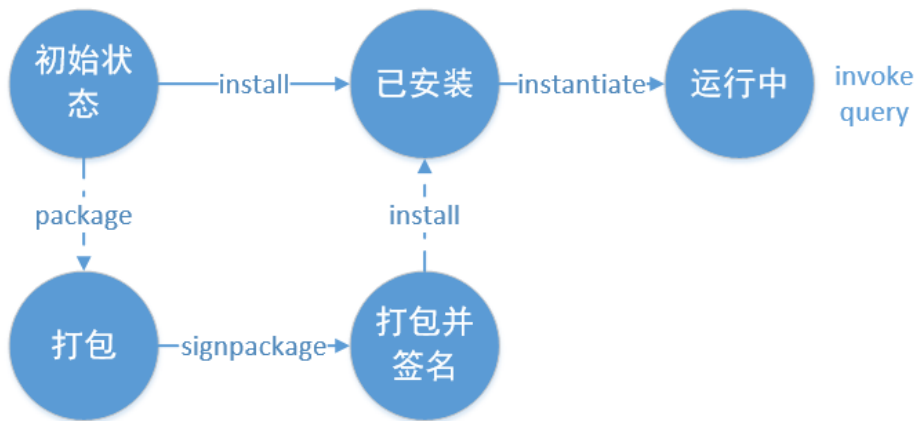 初始状
态
install
已安装
instantiate
运行中
invoke
query
package
install
打包
signpackage
打包并
签名